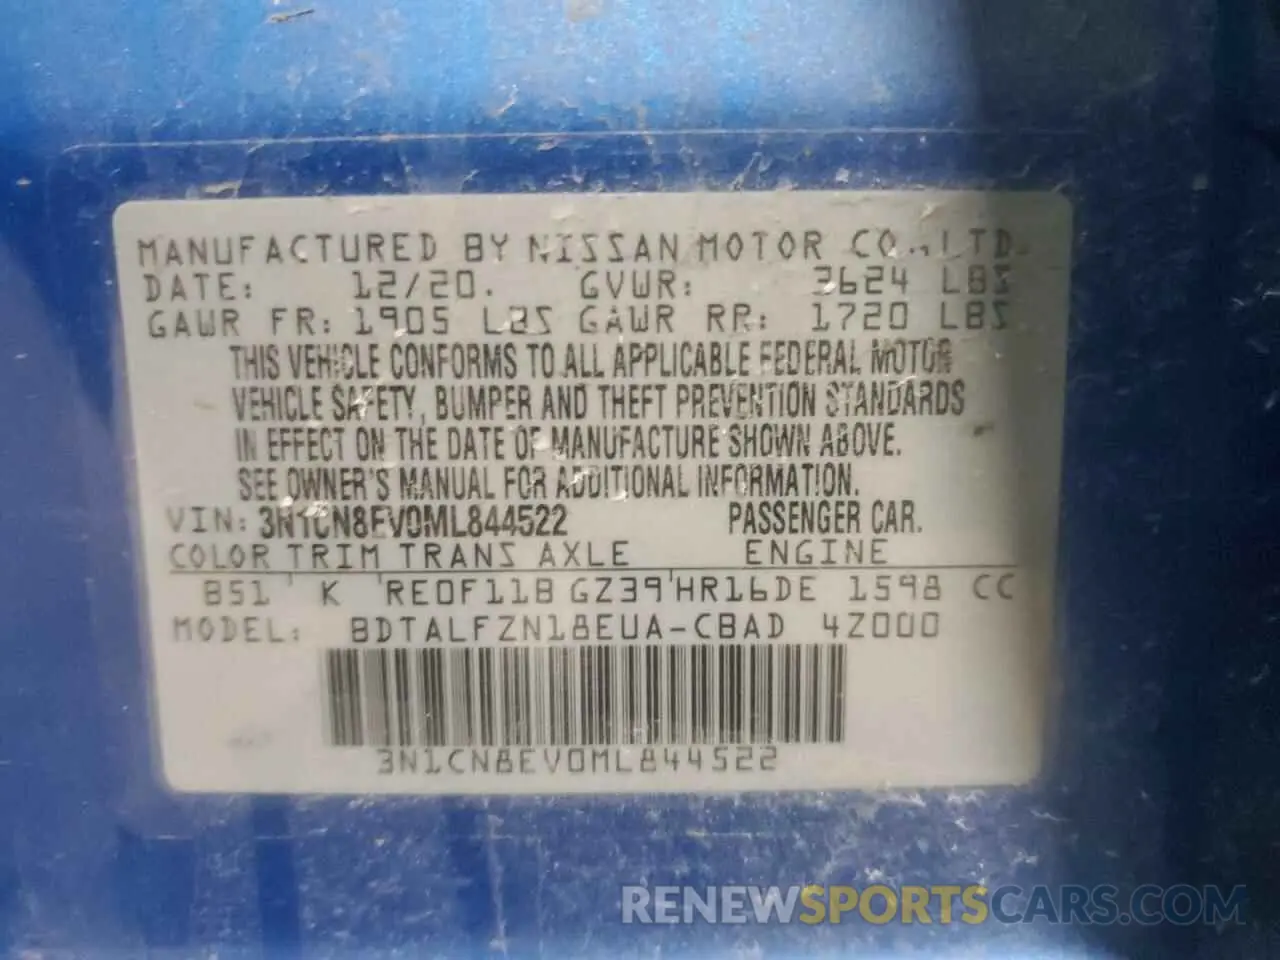 MANUFACTURED BY NISSAN MOTOR CO., LTD.
DATE: 12/20. GVWR: 3624 LBS
GAWR FR: 1905 LBS GAWR RR: 1720 LBS
THIS VEHICLE CONFORMS TO ALL APPLICABLE FEDERAL MOTOR
VEHICLE SAFETY, BUMPER AND THEFT PREVENTION STANDARDS
IN EFFECT ON THE DATE OF MANUFACTURE SHOWN ABOVE.
SEE OWNER'S MANUAL FOR ADDITIONAL INFORMATION.
VIN: 3N1CN8EV0ML844522 PASSENGER CAR.
COLOR TRIM TRANS AXLE ENGINE
B51 K RE0F11B GZ39 HR16DE 1598 CC
MODEL: BDTALFZN18EUA-CBAD 4Z000
3N1CN8EV0ML844522
RENEWSPORTSCARS.COM